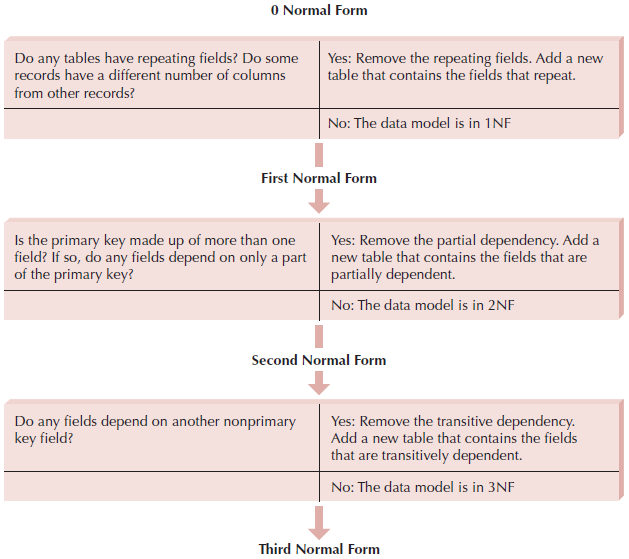 0 Normal Form
Do any tables have repeating fields? Do some
records have a different number of columns
from other records?
Yes: Remove the repeating fields. Add a new
table that contains the fields that repeat.
No: The data model is in 1NF
First Normal Form
Is the primary key made up of more than one
field? If so, do any fields depend on only a part
of the primary key?
Yes: Remove the partial dependency. Add a
new table that contains the fields that are
partially dependent.
No: The data model is in 2NF
Second Normal Form
Do any fields depend on another nonprimary
key field?
Yes: Remove the transitive dependency.
Add a new table that contains the fields
that are transitively dependent.
No: The data model is in 3NF
Third Normal Form